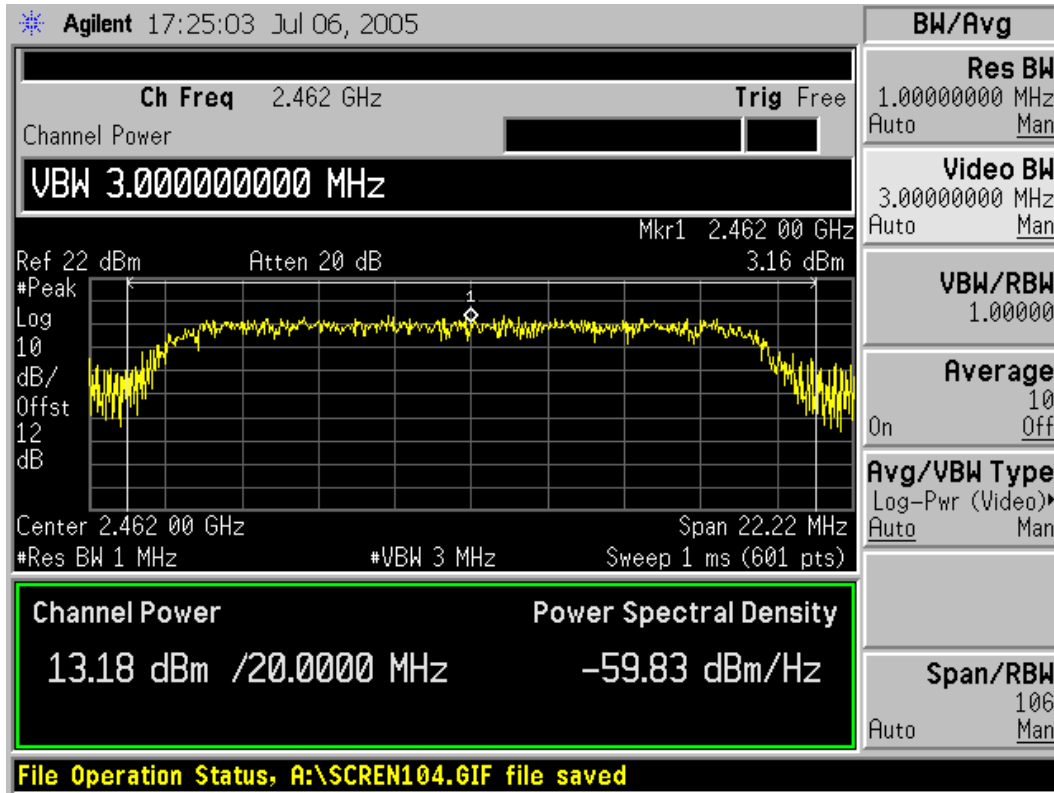 Agilent 17:25:03 Jul 06, 2005
Ch Freq 2.462 GHz Trig Free
Channel Power
VBW 3.000000000 MHz
Mkr1 2.462 00 GHz
Ref 22 dBm Atten 20 dB 3.16 dBm
#Peak
Log
10
dB/
Offst
12
dB
1
Center 2.462 00 GHz Span 22.22 MHz
#Res BW 1 MHz #VBW 3 MHz Sweep 1 ms (601 pts)
Channel Power Power Spectral Density
13.18 dBm /20.0000 MHz -59.83 dBm/Hz
File Operation Status, A:\SCREN104.GIF file saved
BW/Avg
Res BW
1.00000000 MHz
Auto Man
Video BW
3.00000000 MHz
Auto Man
VBW/RBW
1.00000
Average
10
On Off
Avg/VBW Type
Log-Pwr (Video)
Auto Man
Span/RBW
106
Auto Man